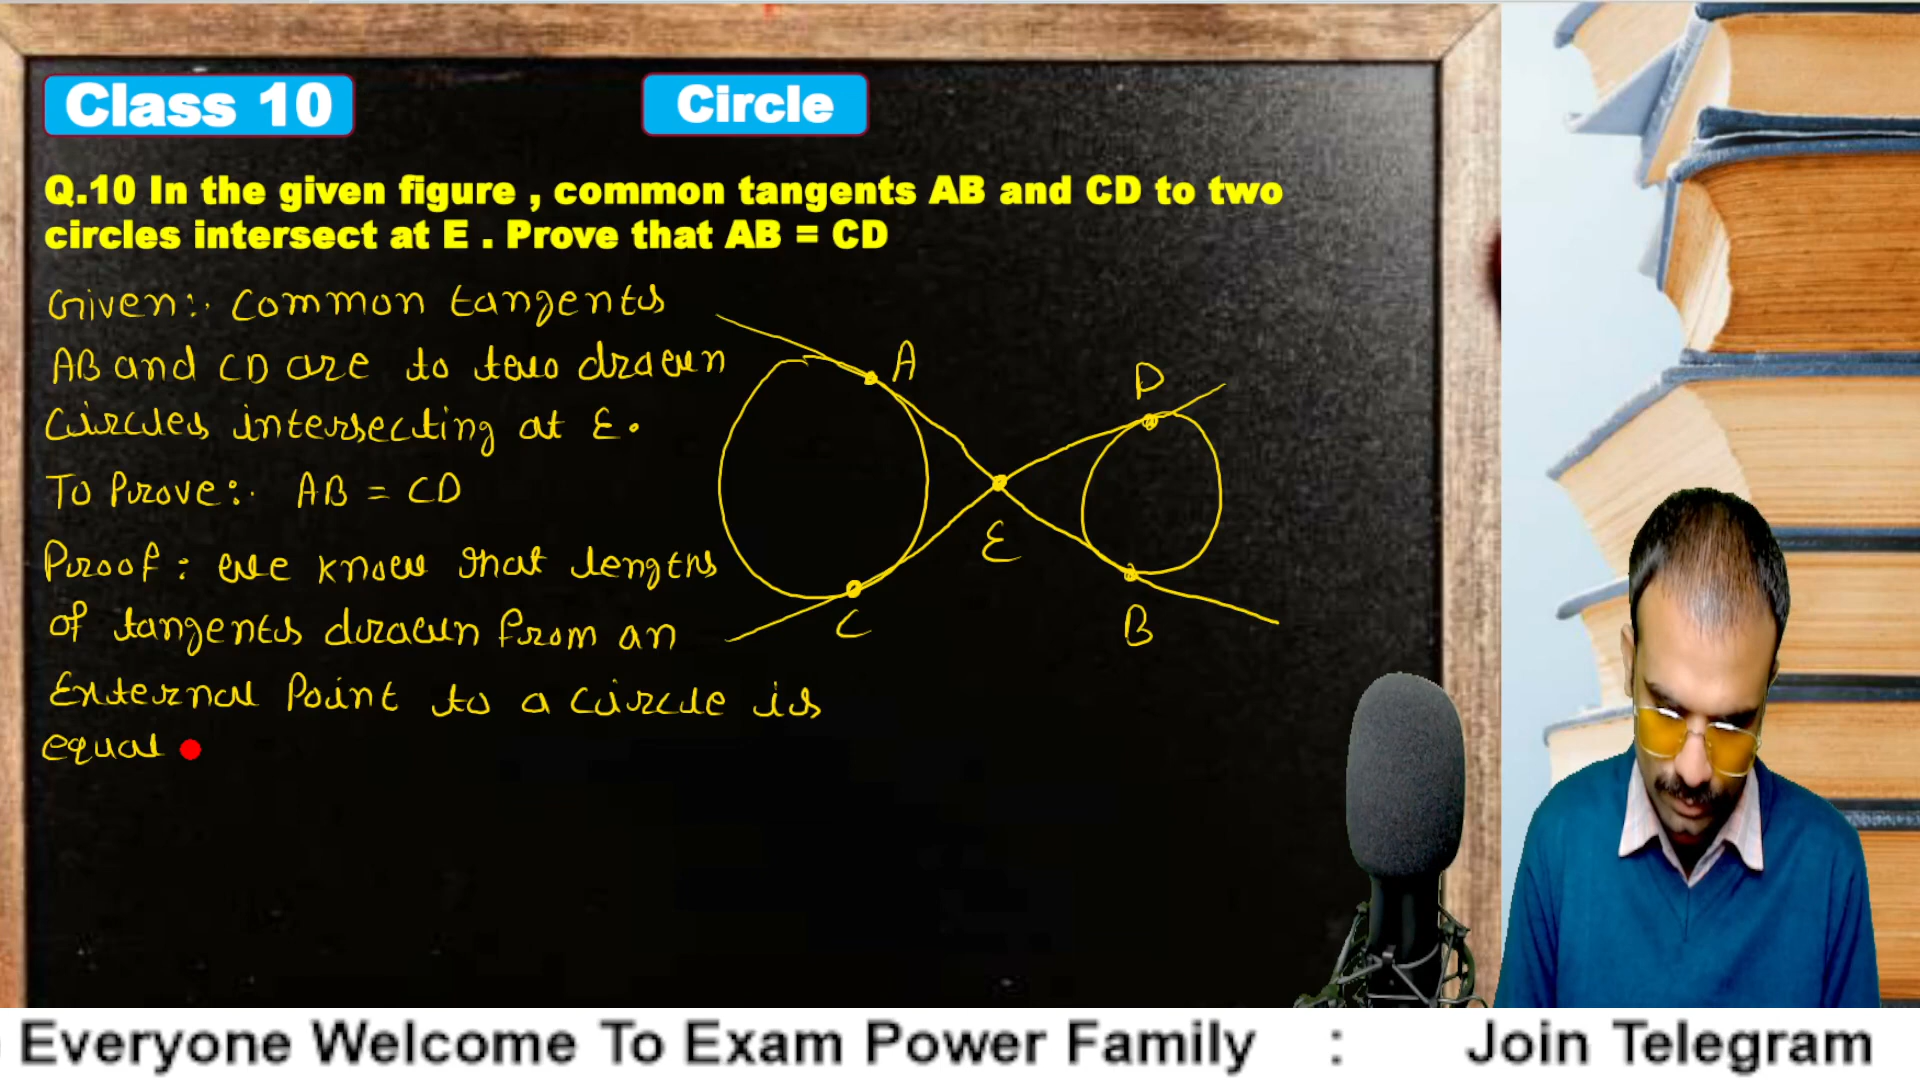 Class 10
Circle
Q.10 In the given figure , common tangents AB and CD to two
circles intersect at E . Prove that AB = CD
Given:. Common tangents
AB and CD are to two drawn
Circles intersecting at E.
To Prove:. AB = CD
Proof: we know that lengths
of tangents drawn from an
External Point to a circle is
equal
A
D
E
C
B
Everyone Welcome To Exam Power Family : Join Telegram